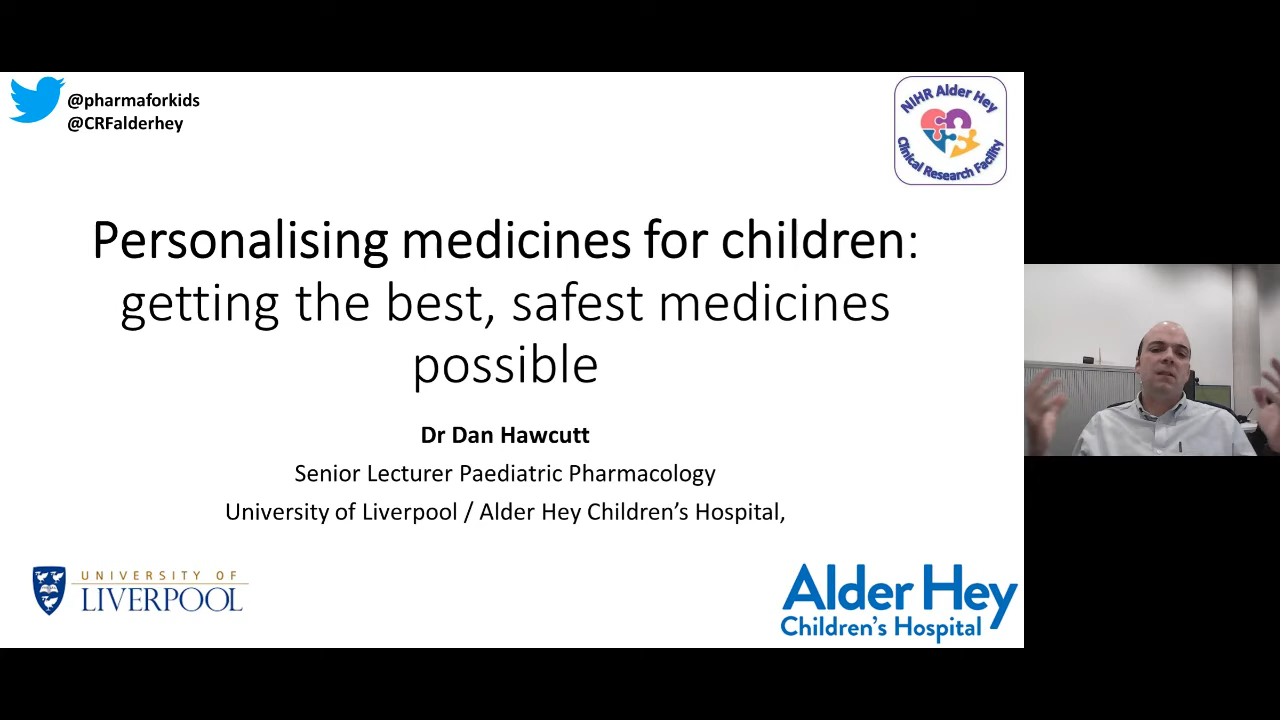 @pharmaforkids
@CRFalderhey
NIHR Alder Hey
Clinical Research Facility
Personalising medicines for children:
getting the best, safest medicines
possible
Dr Dan Hawcutt
Senior Lecturer Paediatric Pharmacology
University of Liverpool / Alder Hey Children’s Hospital,
UNIVERSITY OF
LIVERPOOL
Alder Hey
Children’s Hospital